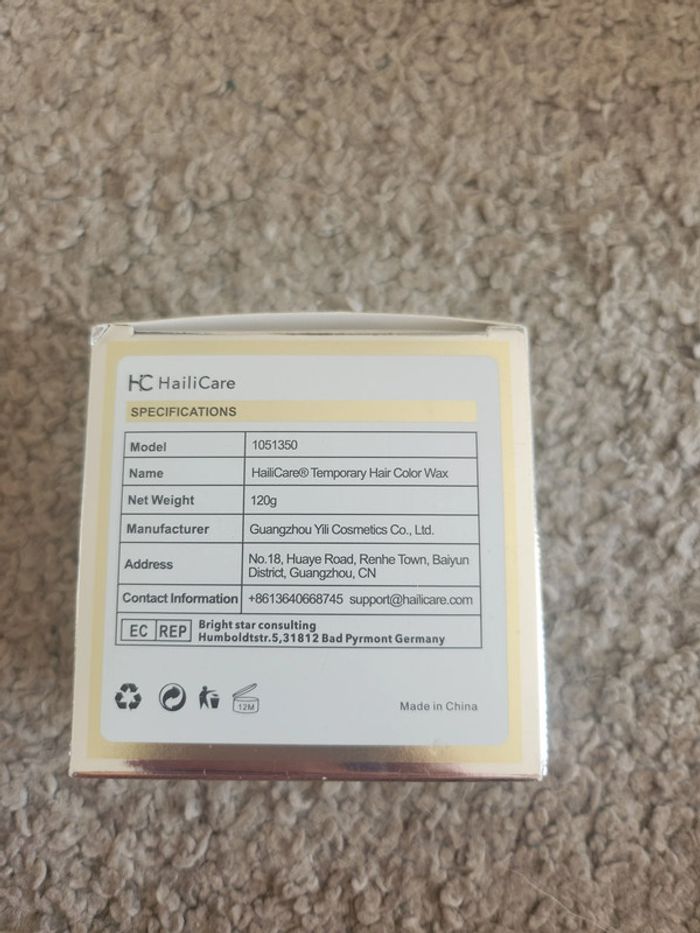 HC HailiCare
SPECIFICATIONS
Model 1051350
Name HailiCare® Temporary Hair Color Wax
Net Weight 120g
Manufacturer Guangzhou Yili Cosmetics Co., Ltd.
Address No.18, Huaye Road, Renhe Town, Baiyun
District, Guangzhou, CN
Contact Information +8613640668745 support@hailicare.com
EC REP Bright star consulting
Humboldtstr.5,31812 Bad Pyrmont Germany
12M Made in China